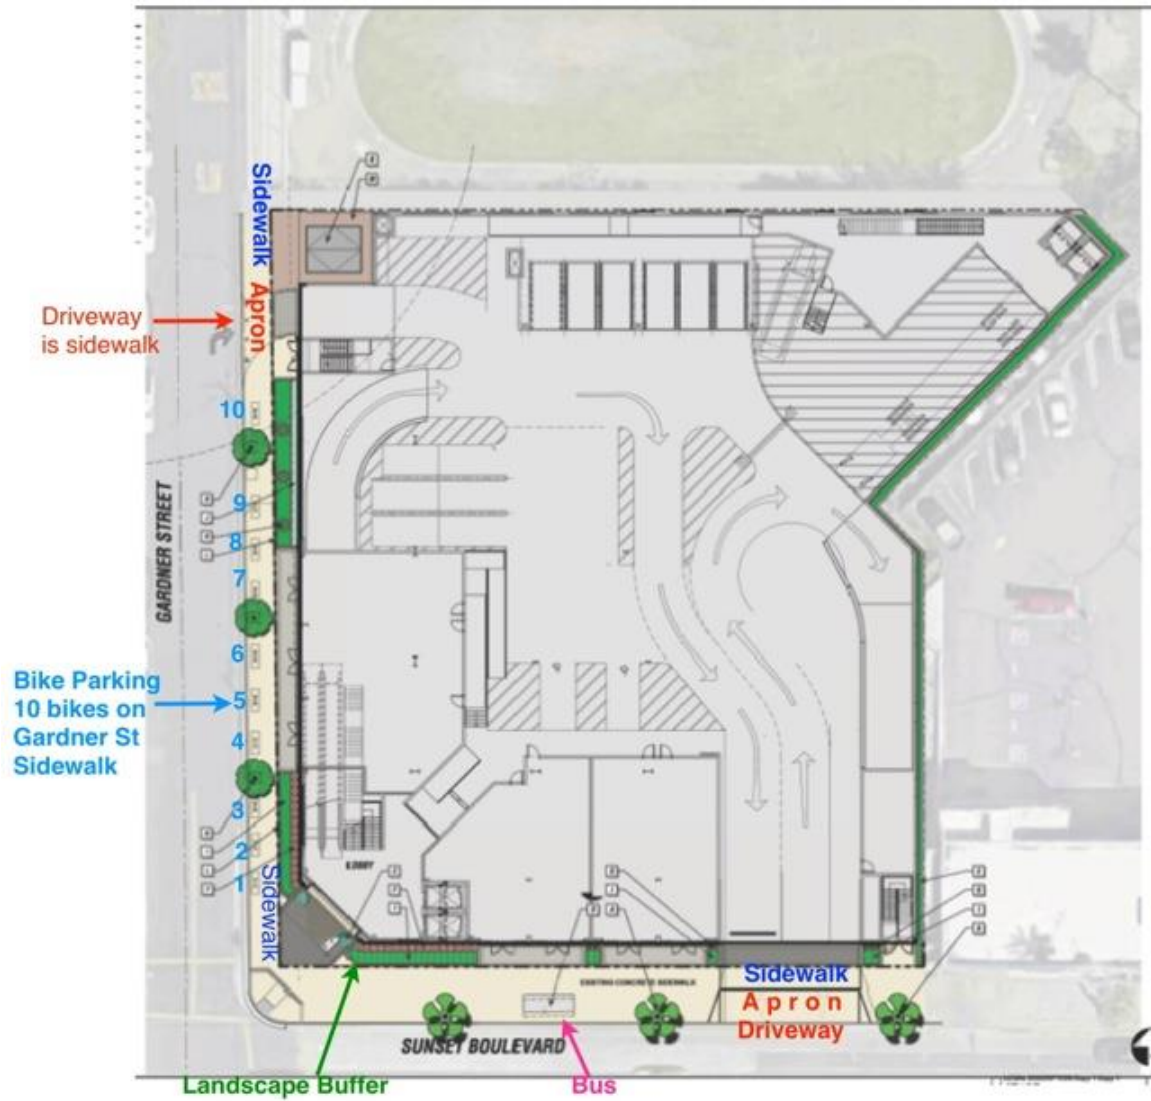 Sidewalk
Apron
Driveway
is sidewalk
10
9
8
7
6
5
4
3
2
1
GARDNER STREET
Bike Parking
10 bikes on
Gardner St
Sidewalk
Sidewalk
LOBBY
EXISTING CONCRETE SIDEWALK
Sidewalk
Apron
Driveway
SUNSET BOULEVARD
Landscape Buffer
Bus